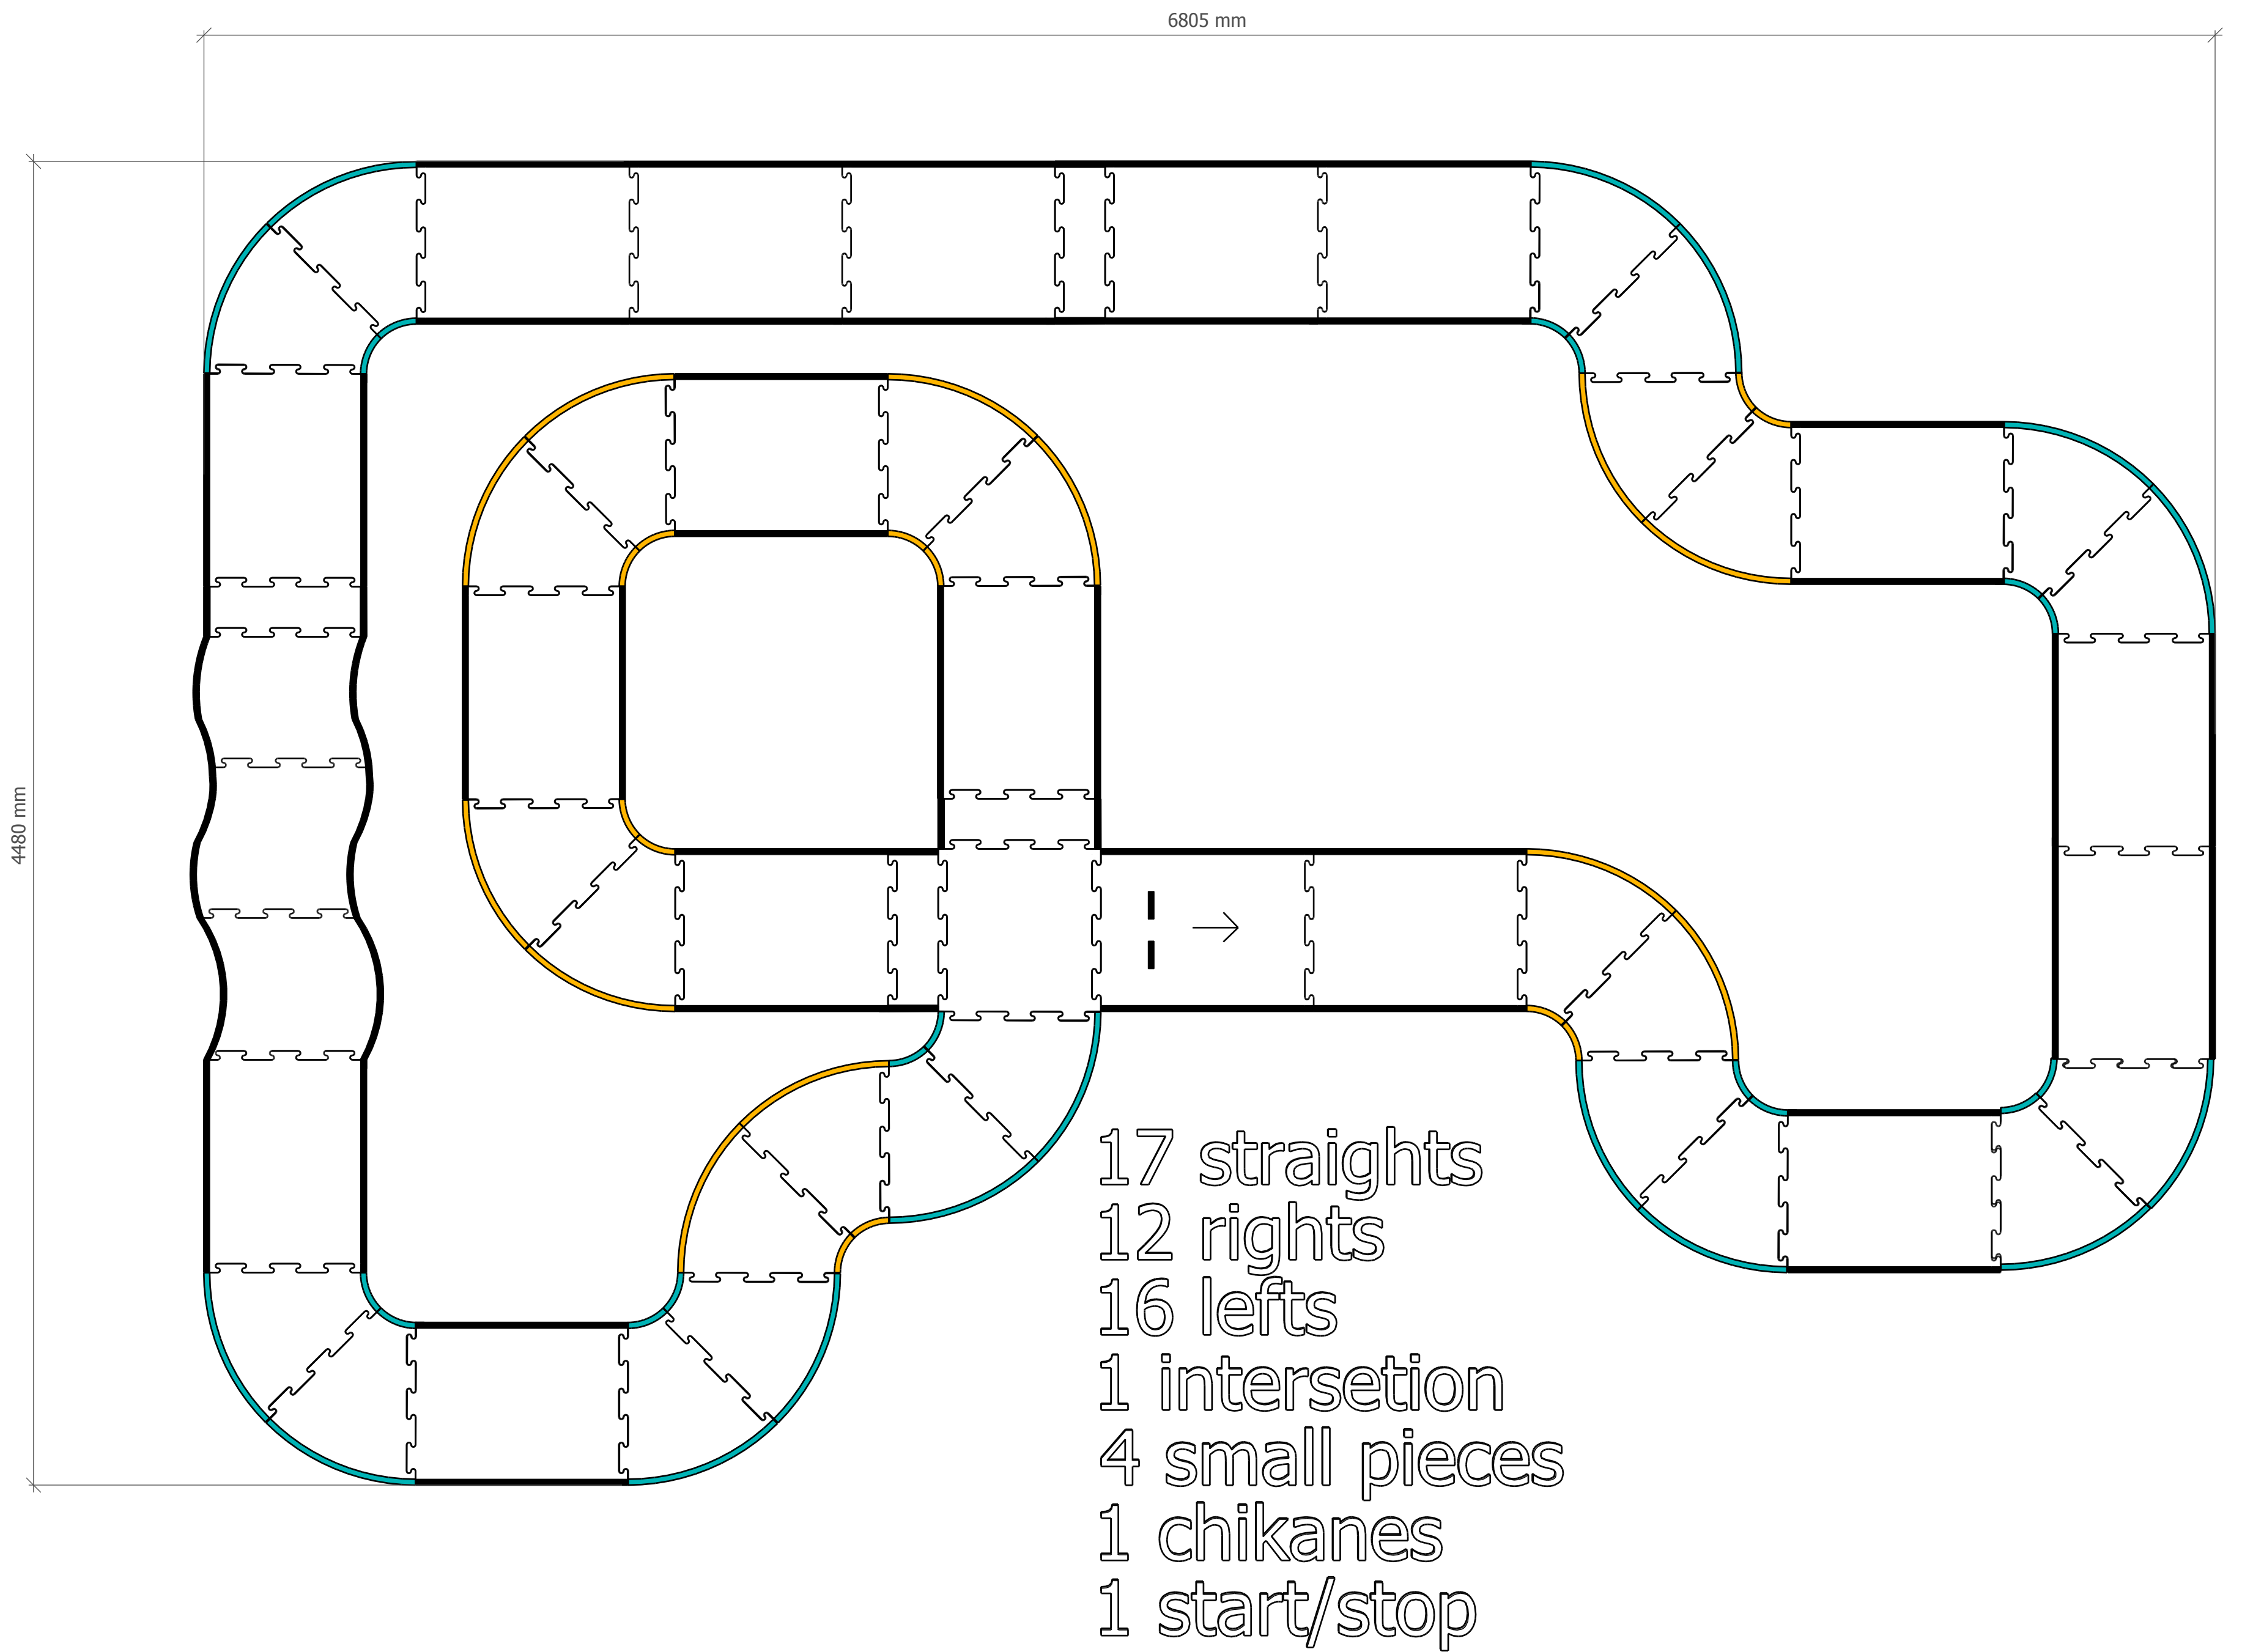 6805 mm
4480 mm
17 straights
12 rights
16 lefts
1 intersetion
4 small pieces
1 chikanes
1 start/stop